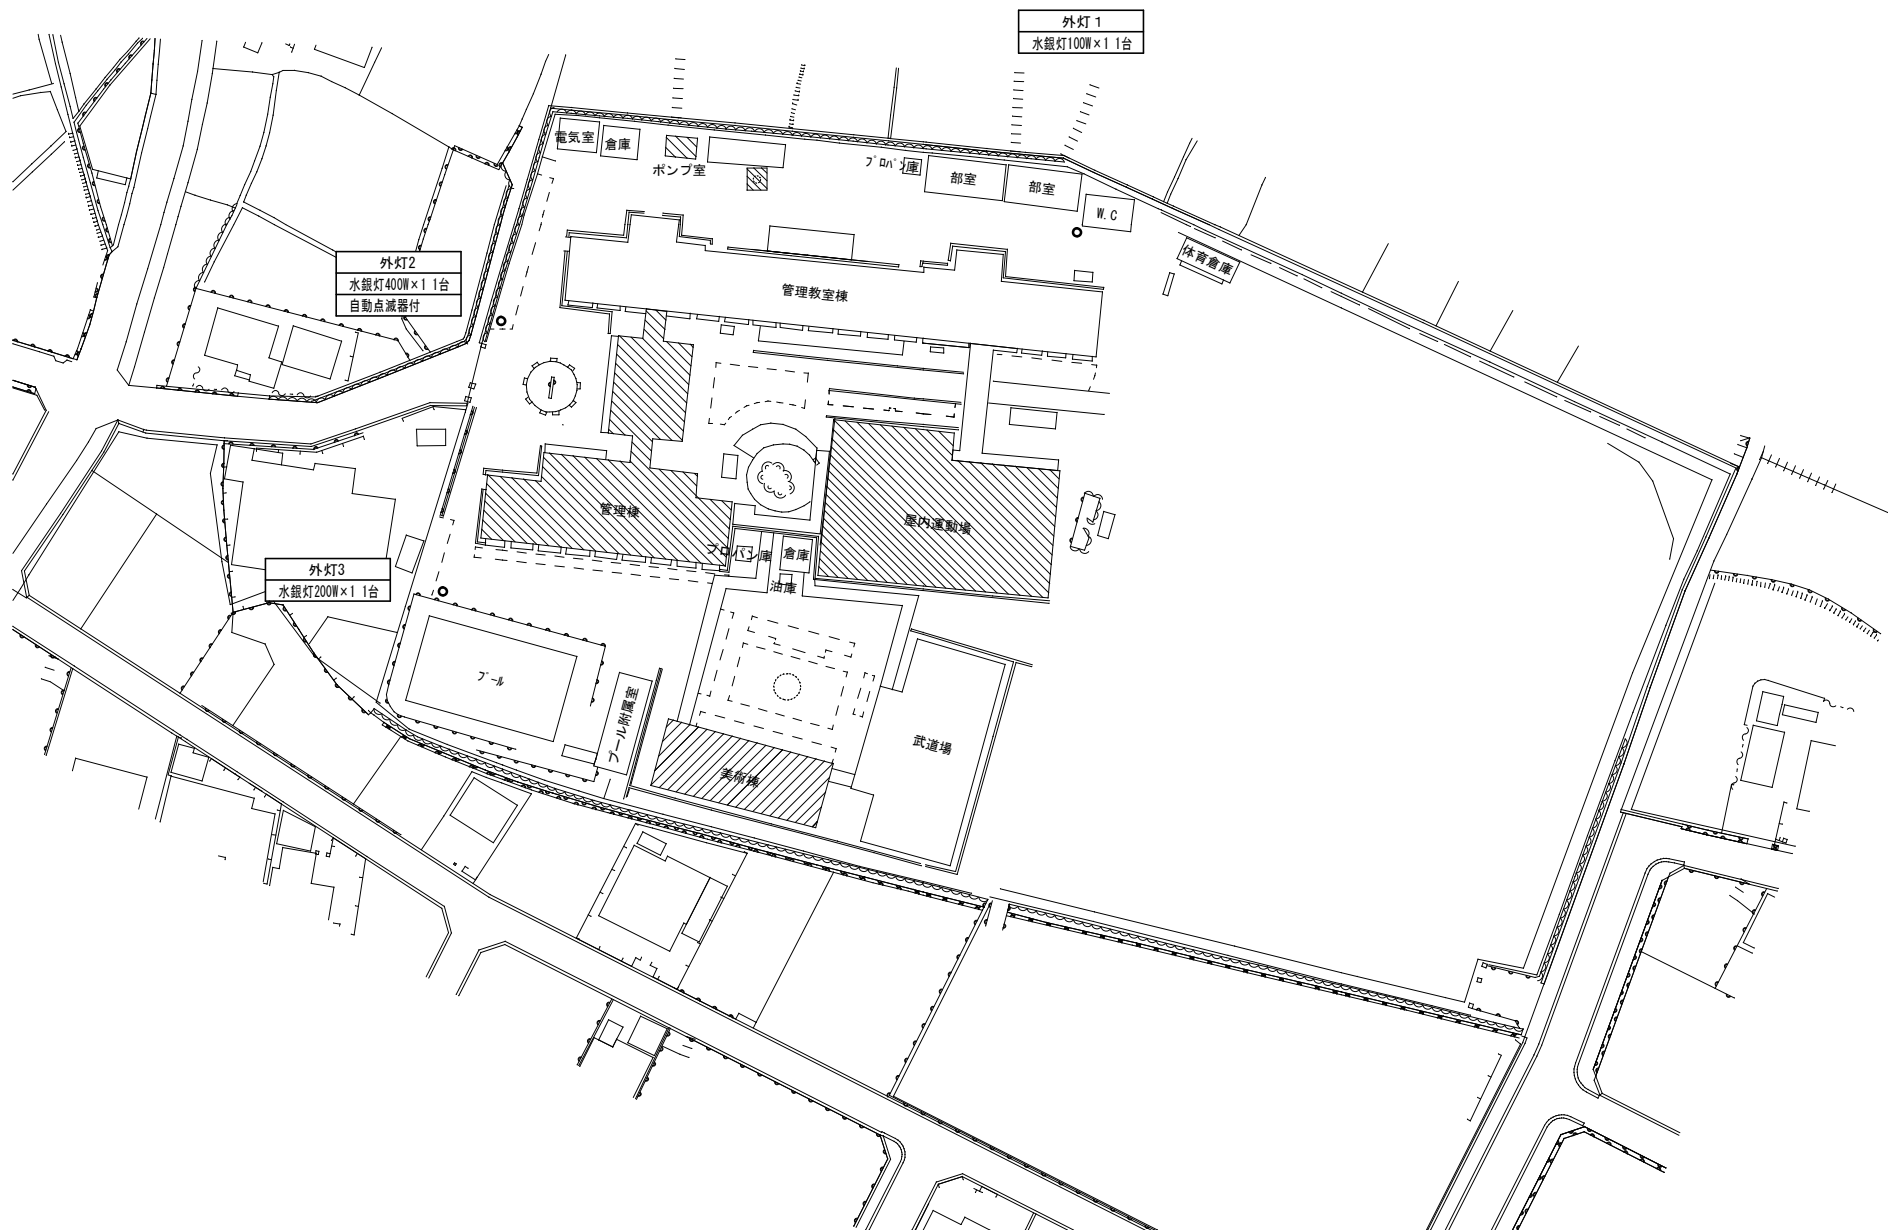 外灯1
水銀灯100W×1 1台
電気室
倉庫
ポンプ室
プロパン庫
部室
部室
W.C
体育倉庫
外灯2
水銀灯400W×1 1台
自動点滅器付
管理教室棟
管理棟
屋内運動場
プロパン庫
倉庫
油庫
外灯3
水銀灯200W×1 1台
プール
プール附属室
武道場
美術棟